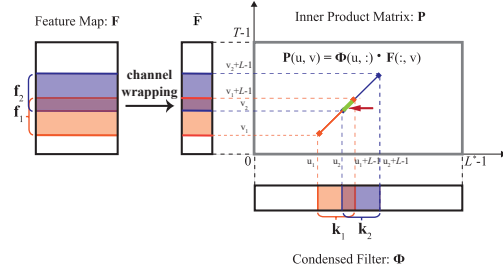 Feature Map: F
F̃
Inner Product Matrix: P
T-1
P(u, v) = Φ(u, :) • F(:, v)
channel
wrapping
f₂
f₁
v₂+L-1
v₁+L-1
v₂
v₁
0
u₁
u₂
u₁+L-1
u₂+L-1
L*-1
k₁
k₂
Condensed Filter: Φ